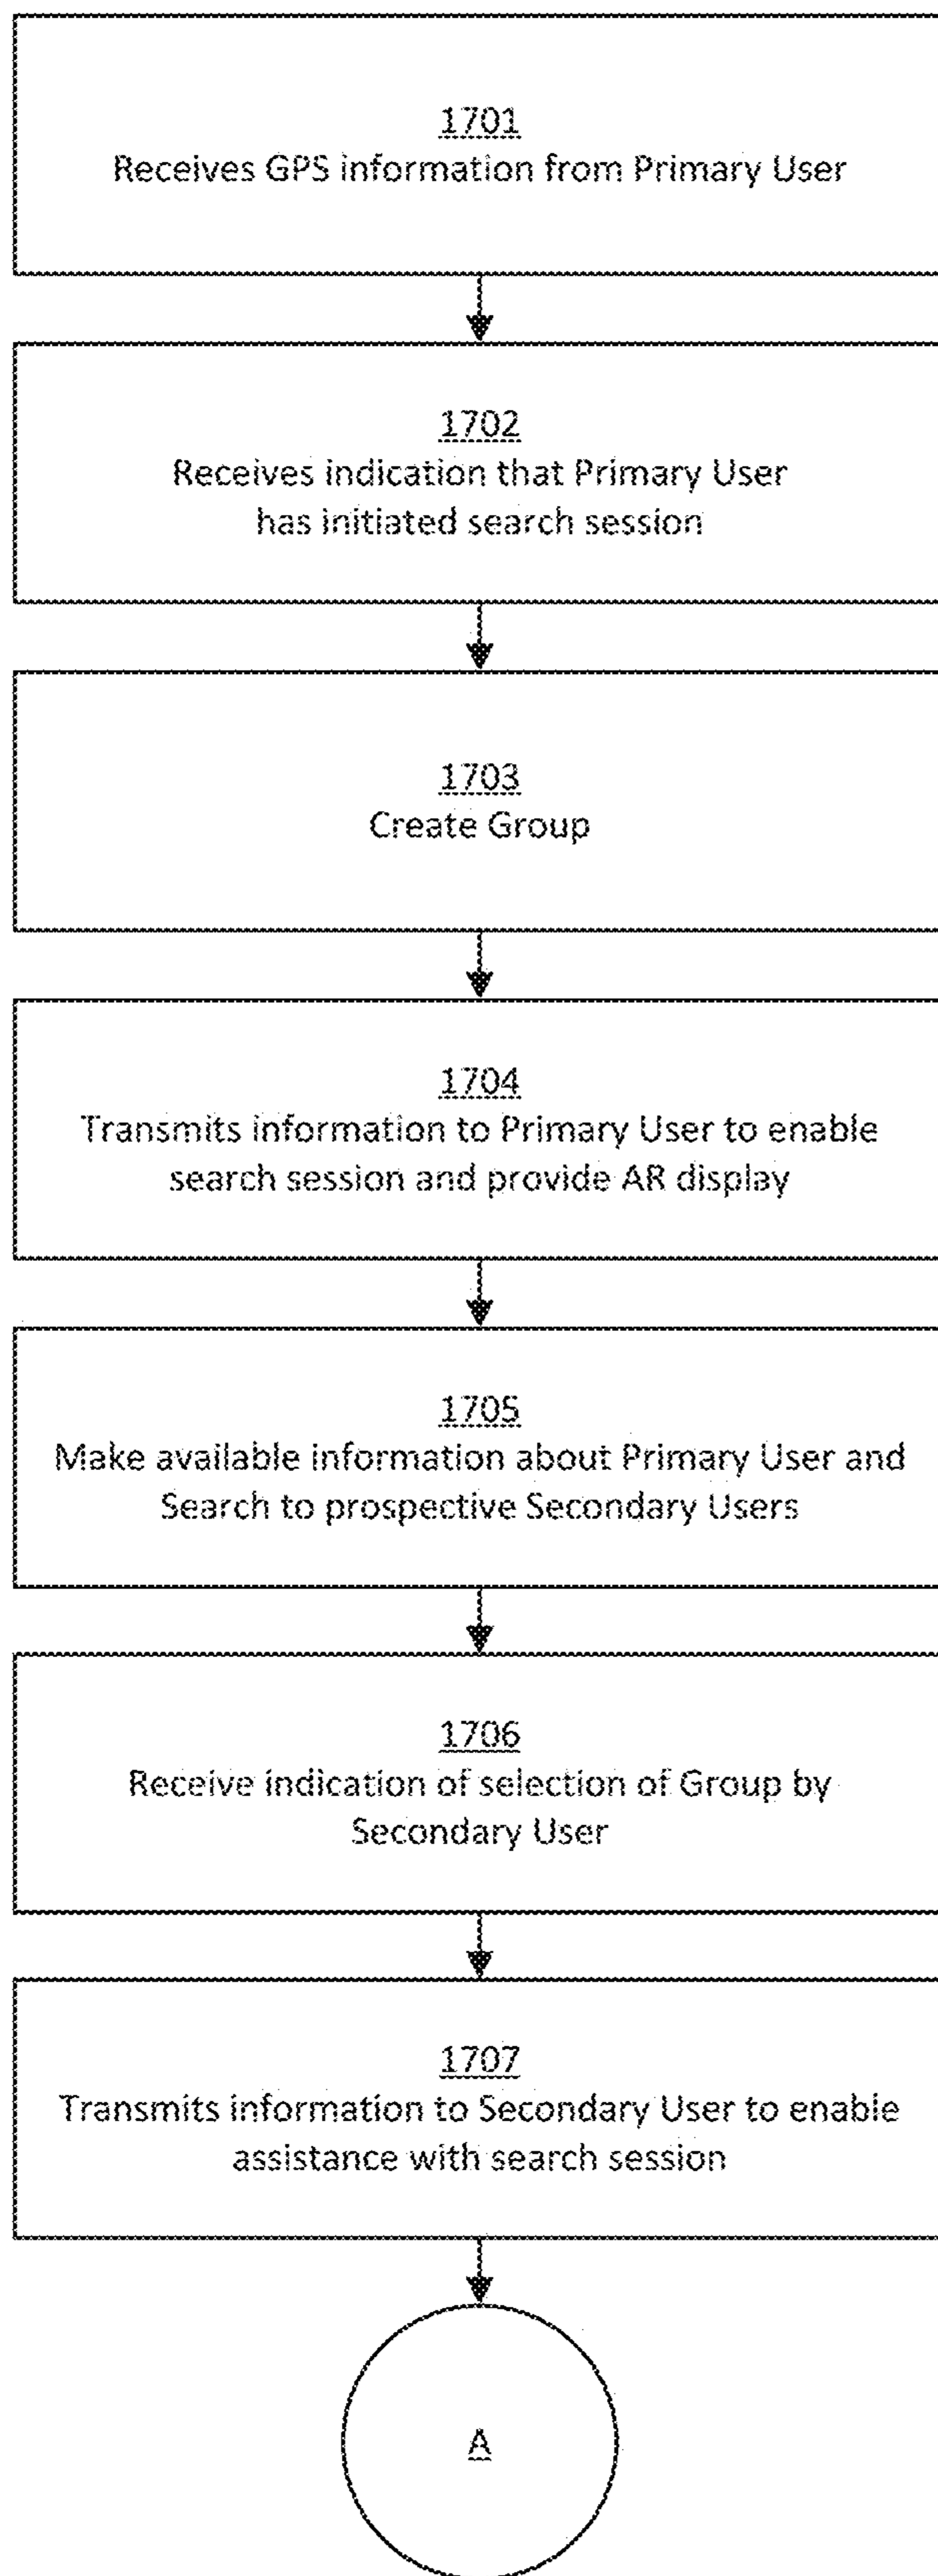 1701
Receives GPS information from Primary User
1702
Receives indication that Primary User
has initiated search session
1703
Create Group
1704
Transmits information to Primary User to enable
search session and provide AR display
1705
Make available information about Primary User and
Search to prospective Secondary Users
1706
Receive indication of selection of Group by
Secondary User
1707
Transmits information to Secondary User to enable
assistance with search session
A